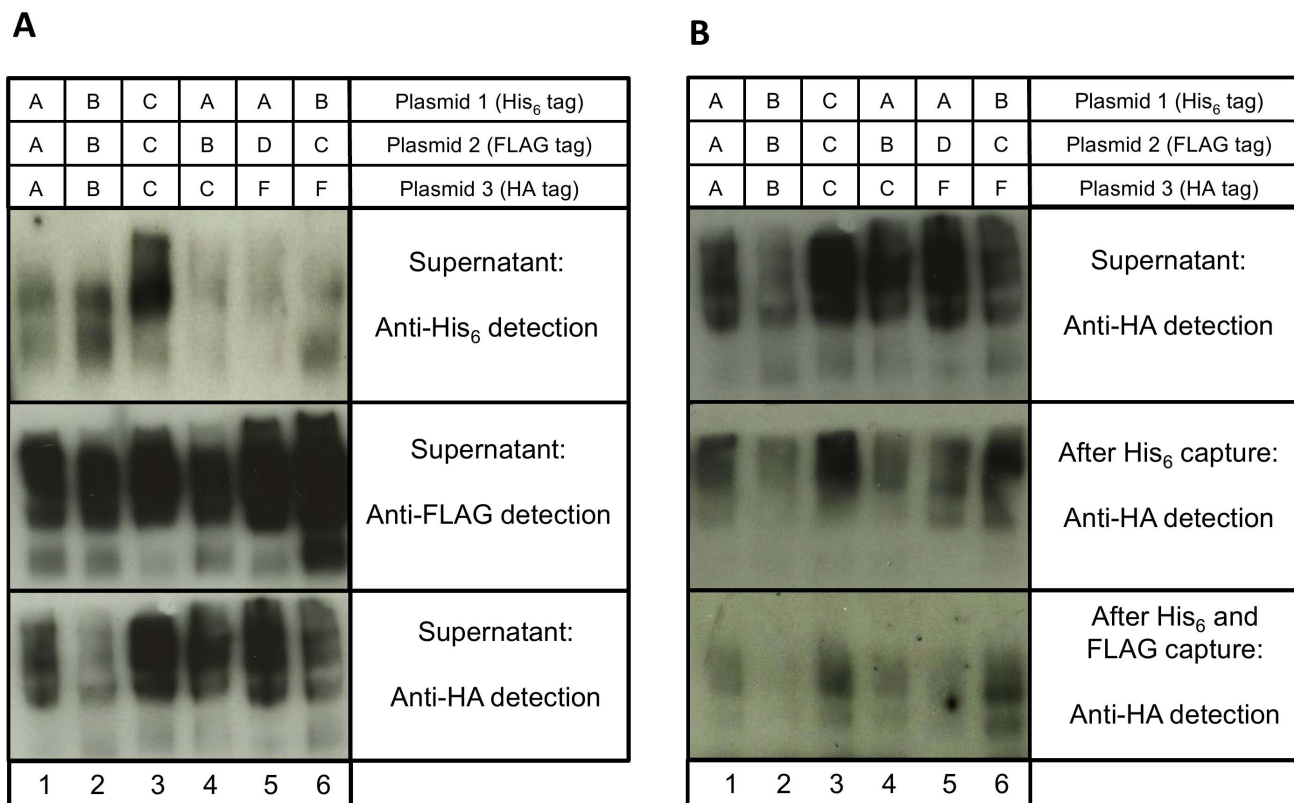 A
A B C A A B Plasmid 1 (His6 tag)
A B C B D C Plasmid 2 (FLAG tag)
A B C C F F Plasmid 3 (HA tag)
Supernatant:
Anti-His6 detection
Supernatant:
Anti-FLAG detection
Supernatant:
Anti-HA detection
1 2 3 4 5 6
B
A B C A A B Plasmid 1 (His6 tag)
A B C B D C Plasmid 2 (FLAG tag)
A B C C F F Plasmid 3 (HA tag)
Supernatant:
Anti-HA detection
After His6 capture:
Anti-HA detection
After His6 and
FLAG capture:
Anti-HA detection
1 2 3 4 5 6